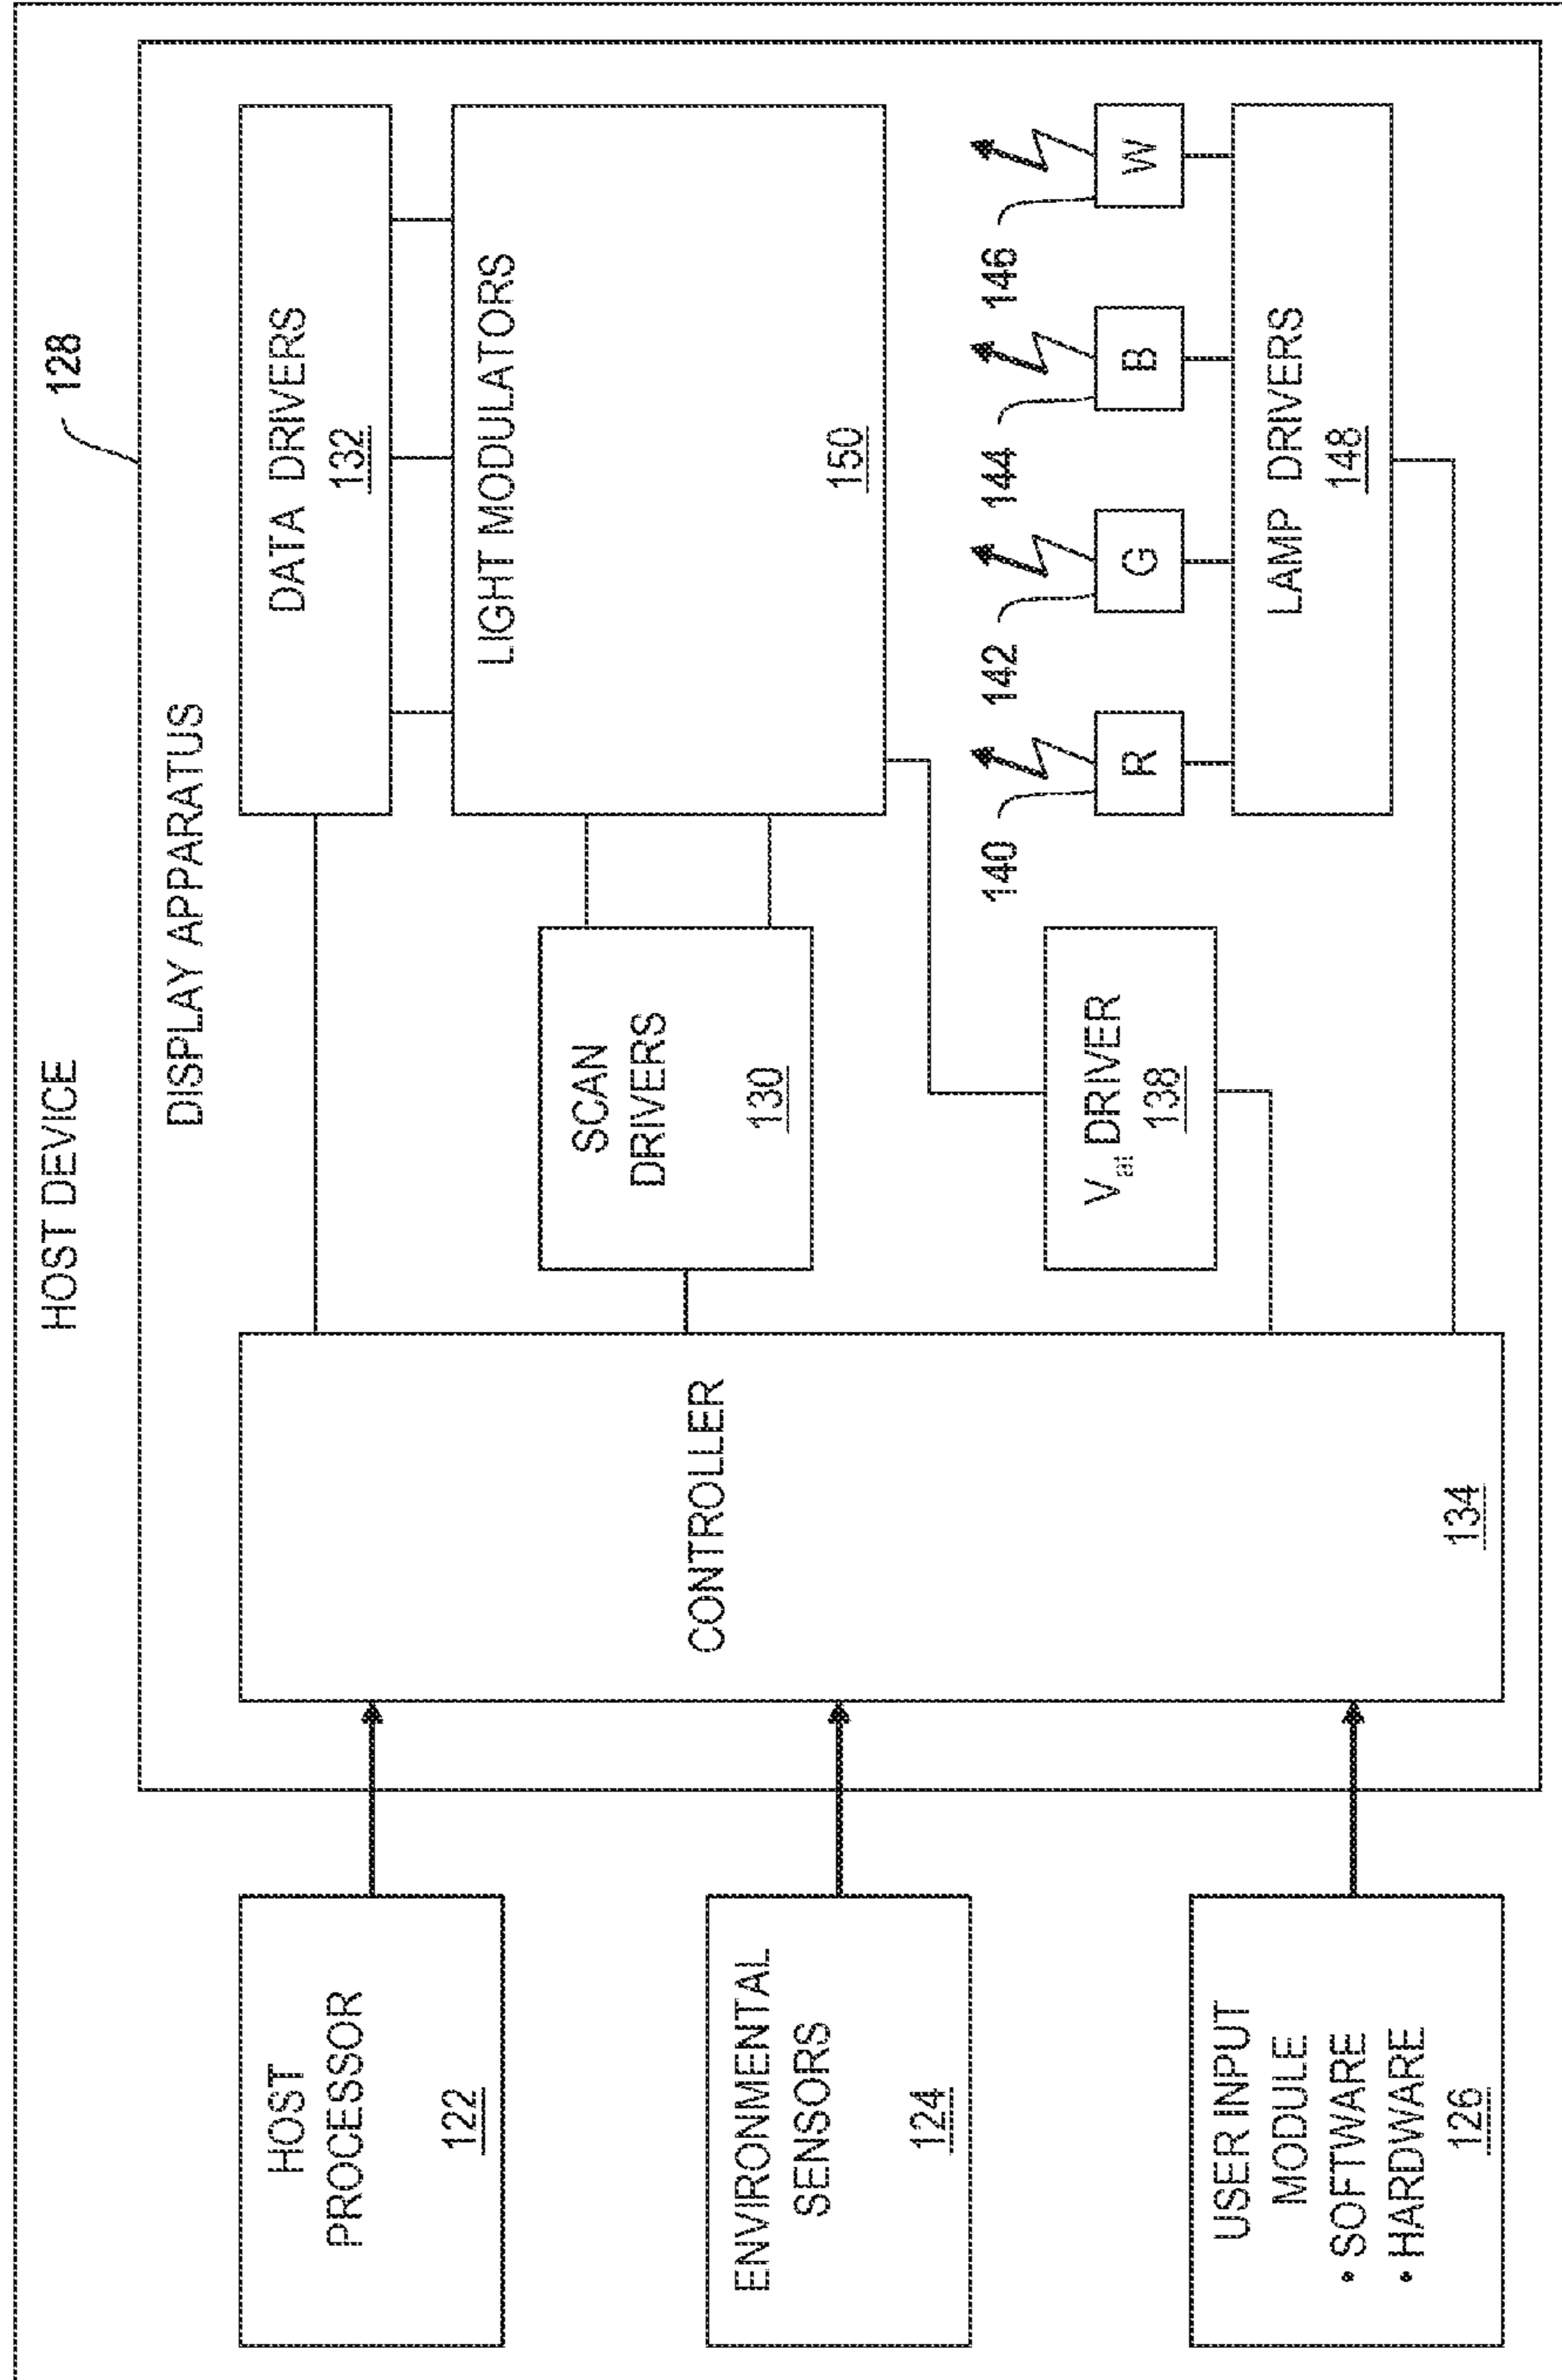 HOST DEVICE
128
DISPLAY APPARATUS
HOST
PROCESSOR
122
ENVIRONMENTAL
SENSORS
124
USER INPUT
MODULE
• SOFTWARE
• HARDWARE
126
CONTROLLER
134
DATA DRIVERS
132
SCAN
DRIVERS
130
LIGHT MODULATORS
150
Vat DRIVER
138
140
142
144
146
R
G
B
W
LAMP DRIVERS
148